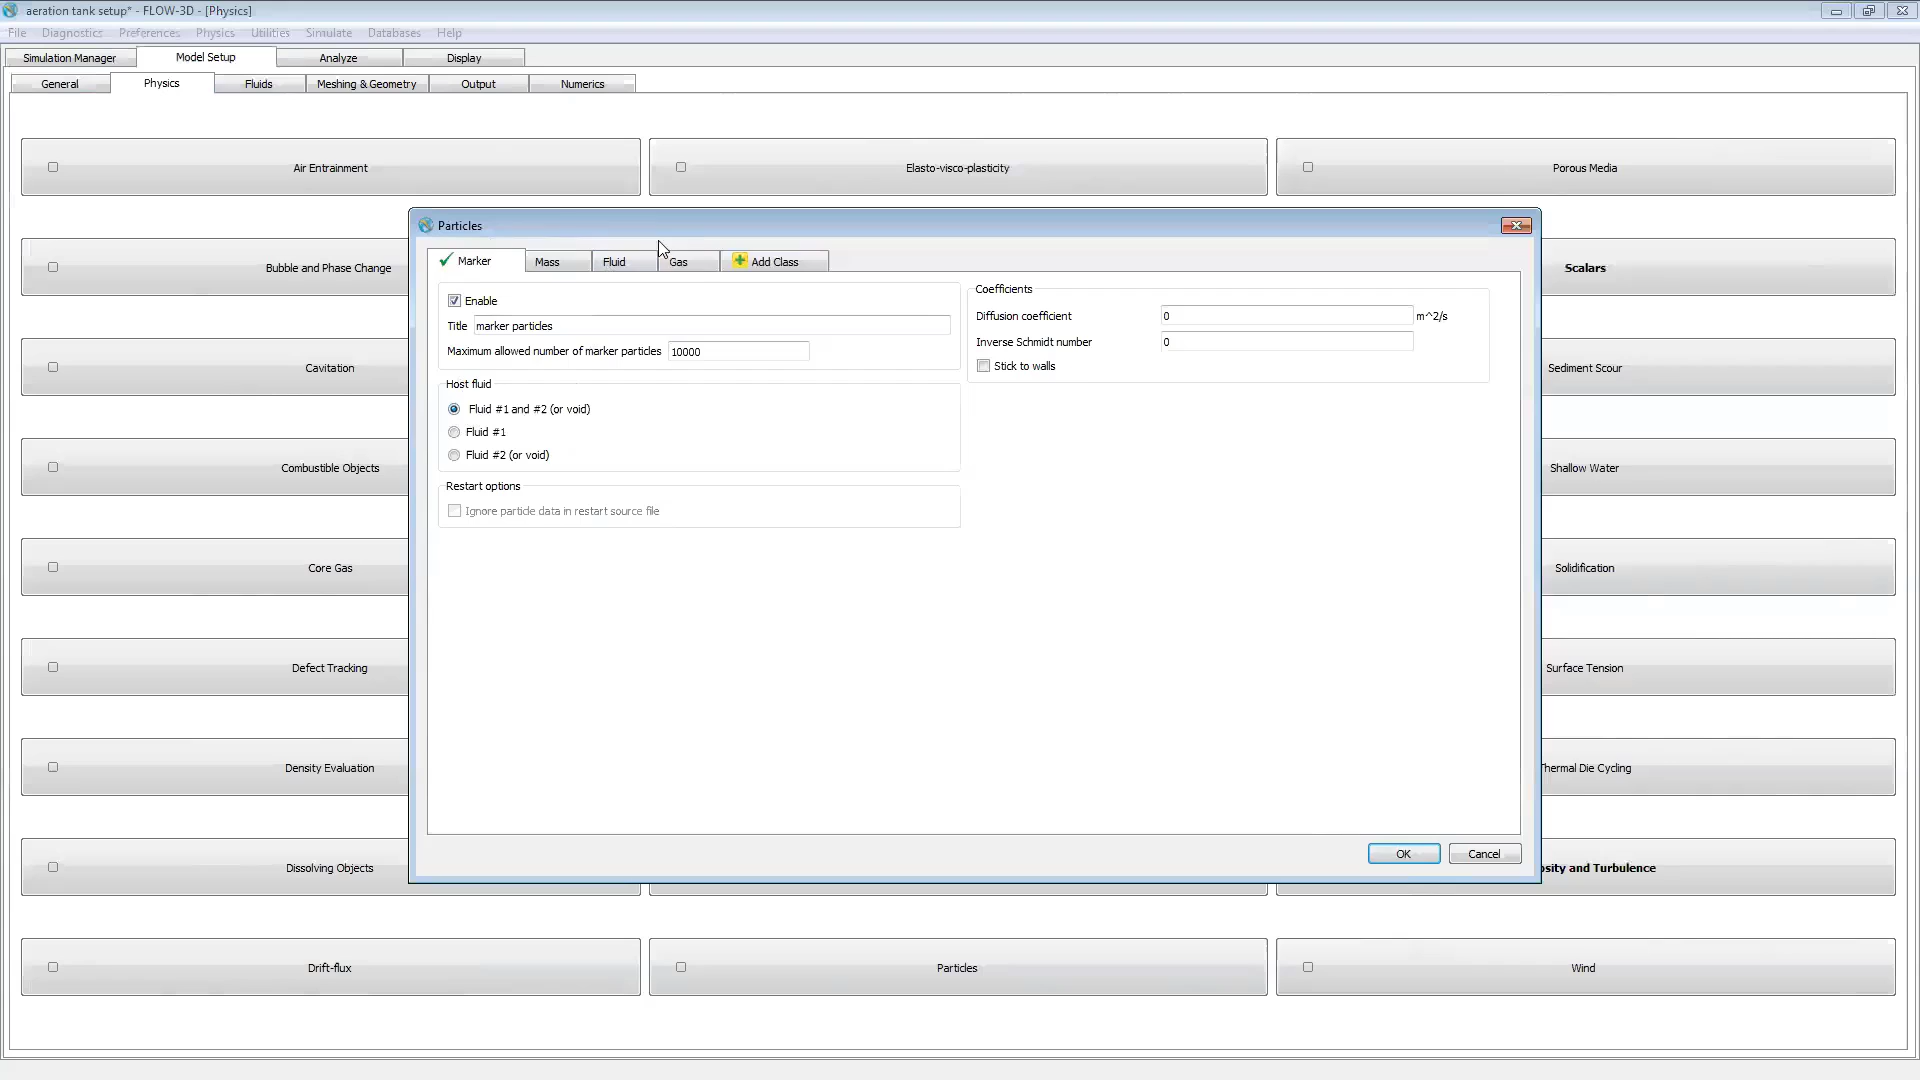 aeration tank setup* - FLOW-3D - [Physics]
File Diagnostics Preferences Physics Utilities Simulate Databases Help
Simulation Manager Model Setup Analyze Display
General Physics Fluids Meshing & Geometry Output Numerics
Air Entrainment Elasto-visco-plasticity Porous Media
Bubble and Phase Change Scalars
Cavitation Sediment Scour
Combustible Objects Shallow Water
Core Gas Solidification
Defect Tracking Surface Tension
Density Evaluation Thermal Die Cycling
Dissolving Objects osity and Turbulence
Drift-flux Particles Wind
Particles
Marker Mass Fluid Gas Add Class
Enable
Title marker particles
Maximum allowed number of marker particles 10000
Host fluid
Fluid #1 and #2 (or void)
Fluid #1
Fluid #2 (or void)
Restart options
Ignore particle data in restart source file
Coefficients
Diffusion coefficient 0 m^2/s
Inverse Schmidt number 0
Stick to walls
OK Cancel